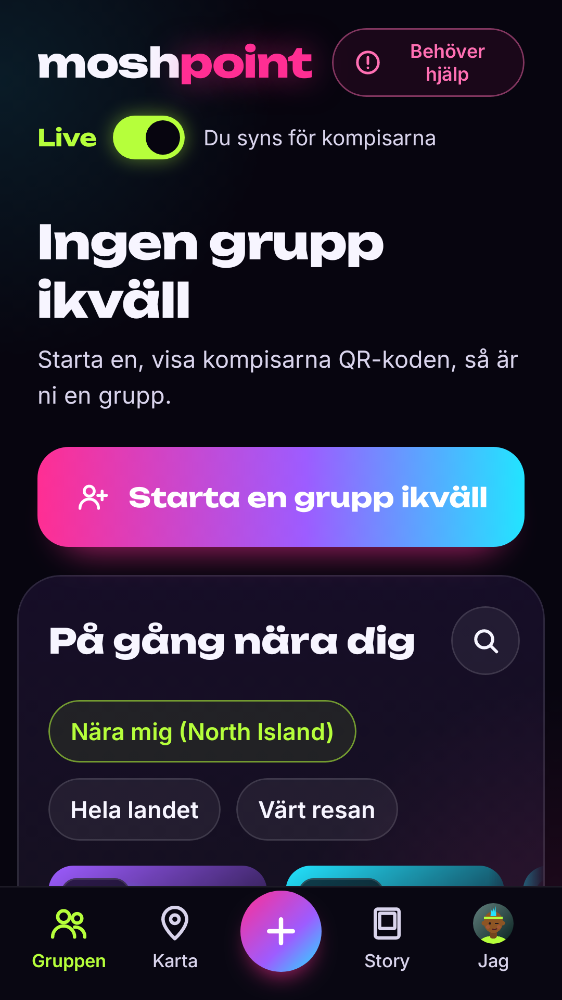 moshpoint
Behöver
hjälp
Live
Du syns för kompisarna
Ingen grupp
ikväll
Starta en, visa kompisarna QR-koden, så är
ni en grupp.
Starta en grupp ikväll
På gång nära dig
Nära mig (North Island)
Hela landet
Värt resan
Gruppen
Karta
Story
Jag